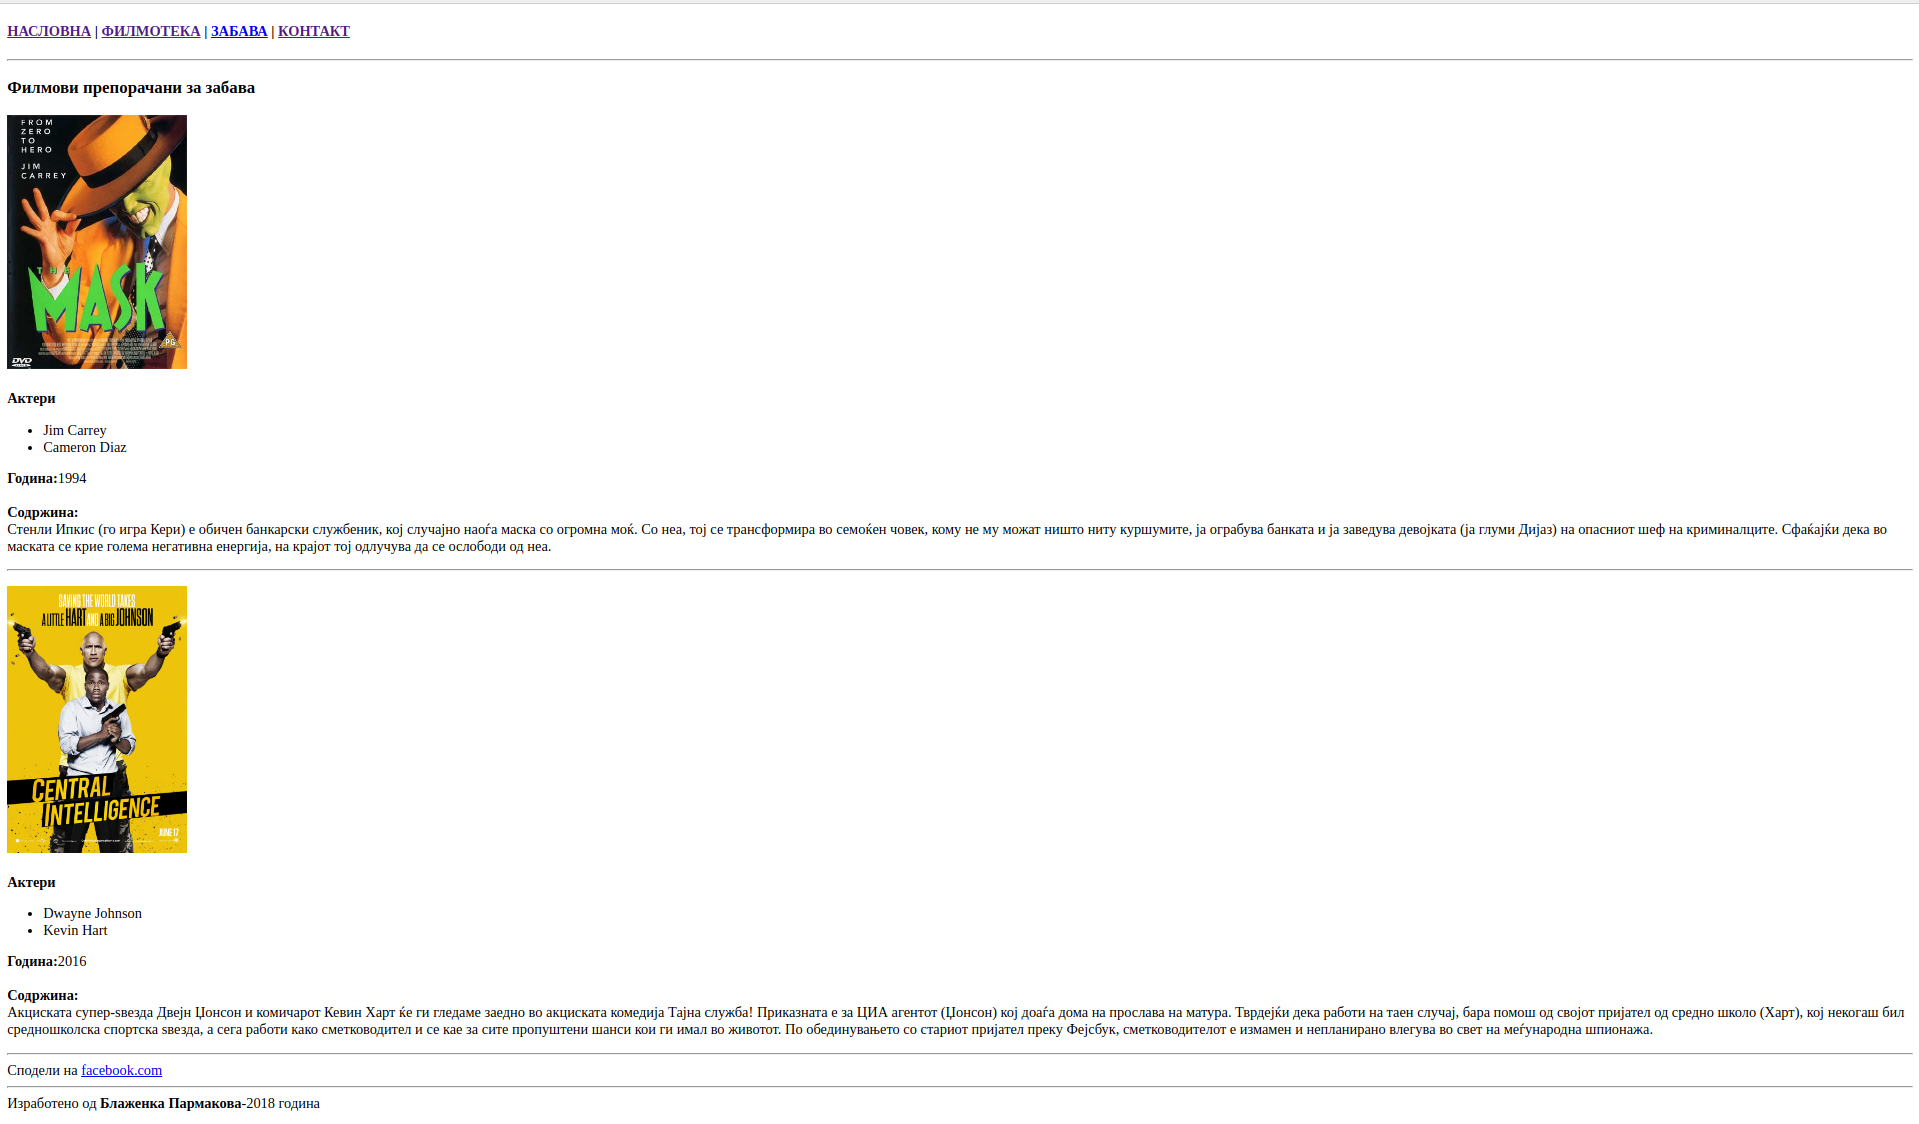 НАСЛОВНА | ФИЛМОТЕКА | ЗАБАВА | КОНТАКТ
Филмови препорачани за забава
FROM
ZERO
TO
HERO
JIM
CARREY
THE
MASK
PG
DVD
Актери
Jim Carrey
Cameron Diaz
Година:1994
Содржина:
Стенли Ипкис (го игра Кери) е обичен банкарски службеник, кој случајно наоѓа маска со огромна моќ. Со неа, тој се трансформира во семоќен човек, кому не му можат ништо ниту куршумите, ја ограбува банката и ја заведува девојката (ја глуми Дијаз) на опасниот шеф на криминалците. Сфаќајќи дека во
маската се крие голема негативна енергија, на крајот тој одлучува да се ослободи од неа.
SAVING THE WORLD TAKES
A LITTLE HART AND A BIG JOHNSON
CENTRAL
INTELLIGENCE
JUNE 17
Актери
Dwayne Johnson
Kevin Hart
Година:2016
Содржина:
Акциската супер-ѕвезда Двејн Џонсон и комичарот Кевин Харт ќе ги гледаме заедно во акциската комедија Тајна служба! Приказната е за ЦИА агентот (Џонсон) кој доаѓа дома на прослава на матура. Тврдејќи дека работи на таен случај, бара помош од својот пријател од средно школо (Харт), кој некогаш бил
средношколска спортска ѕвезда, а сега работи како сметководител и се кае за сите пропуштени шанси кои ги имал во животот. По обединувањето со стариот пријател преку Фејсбук, сметководителот е измамен и непланирано влегува во свет на меѓународна шпионажа.
Сподели на facebook.com
Изработено од Блаженка Пармакова-2018 година